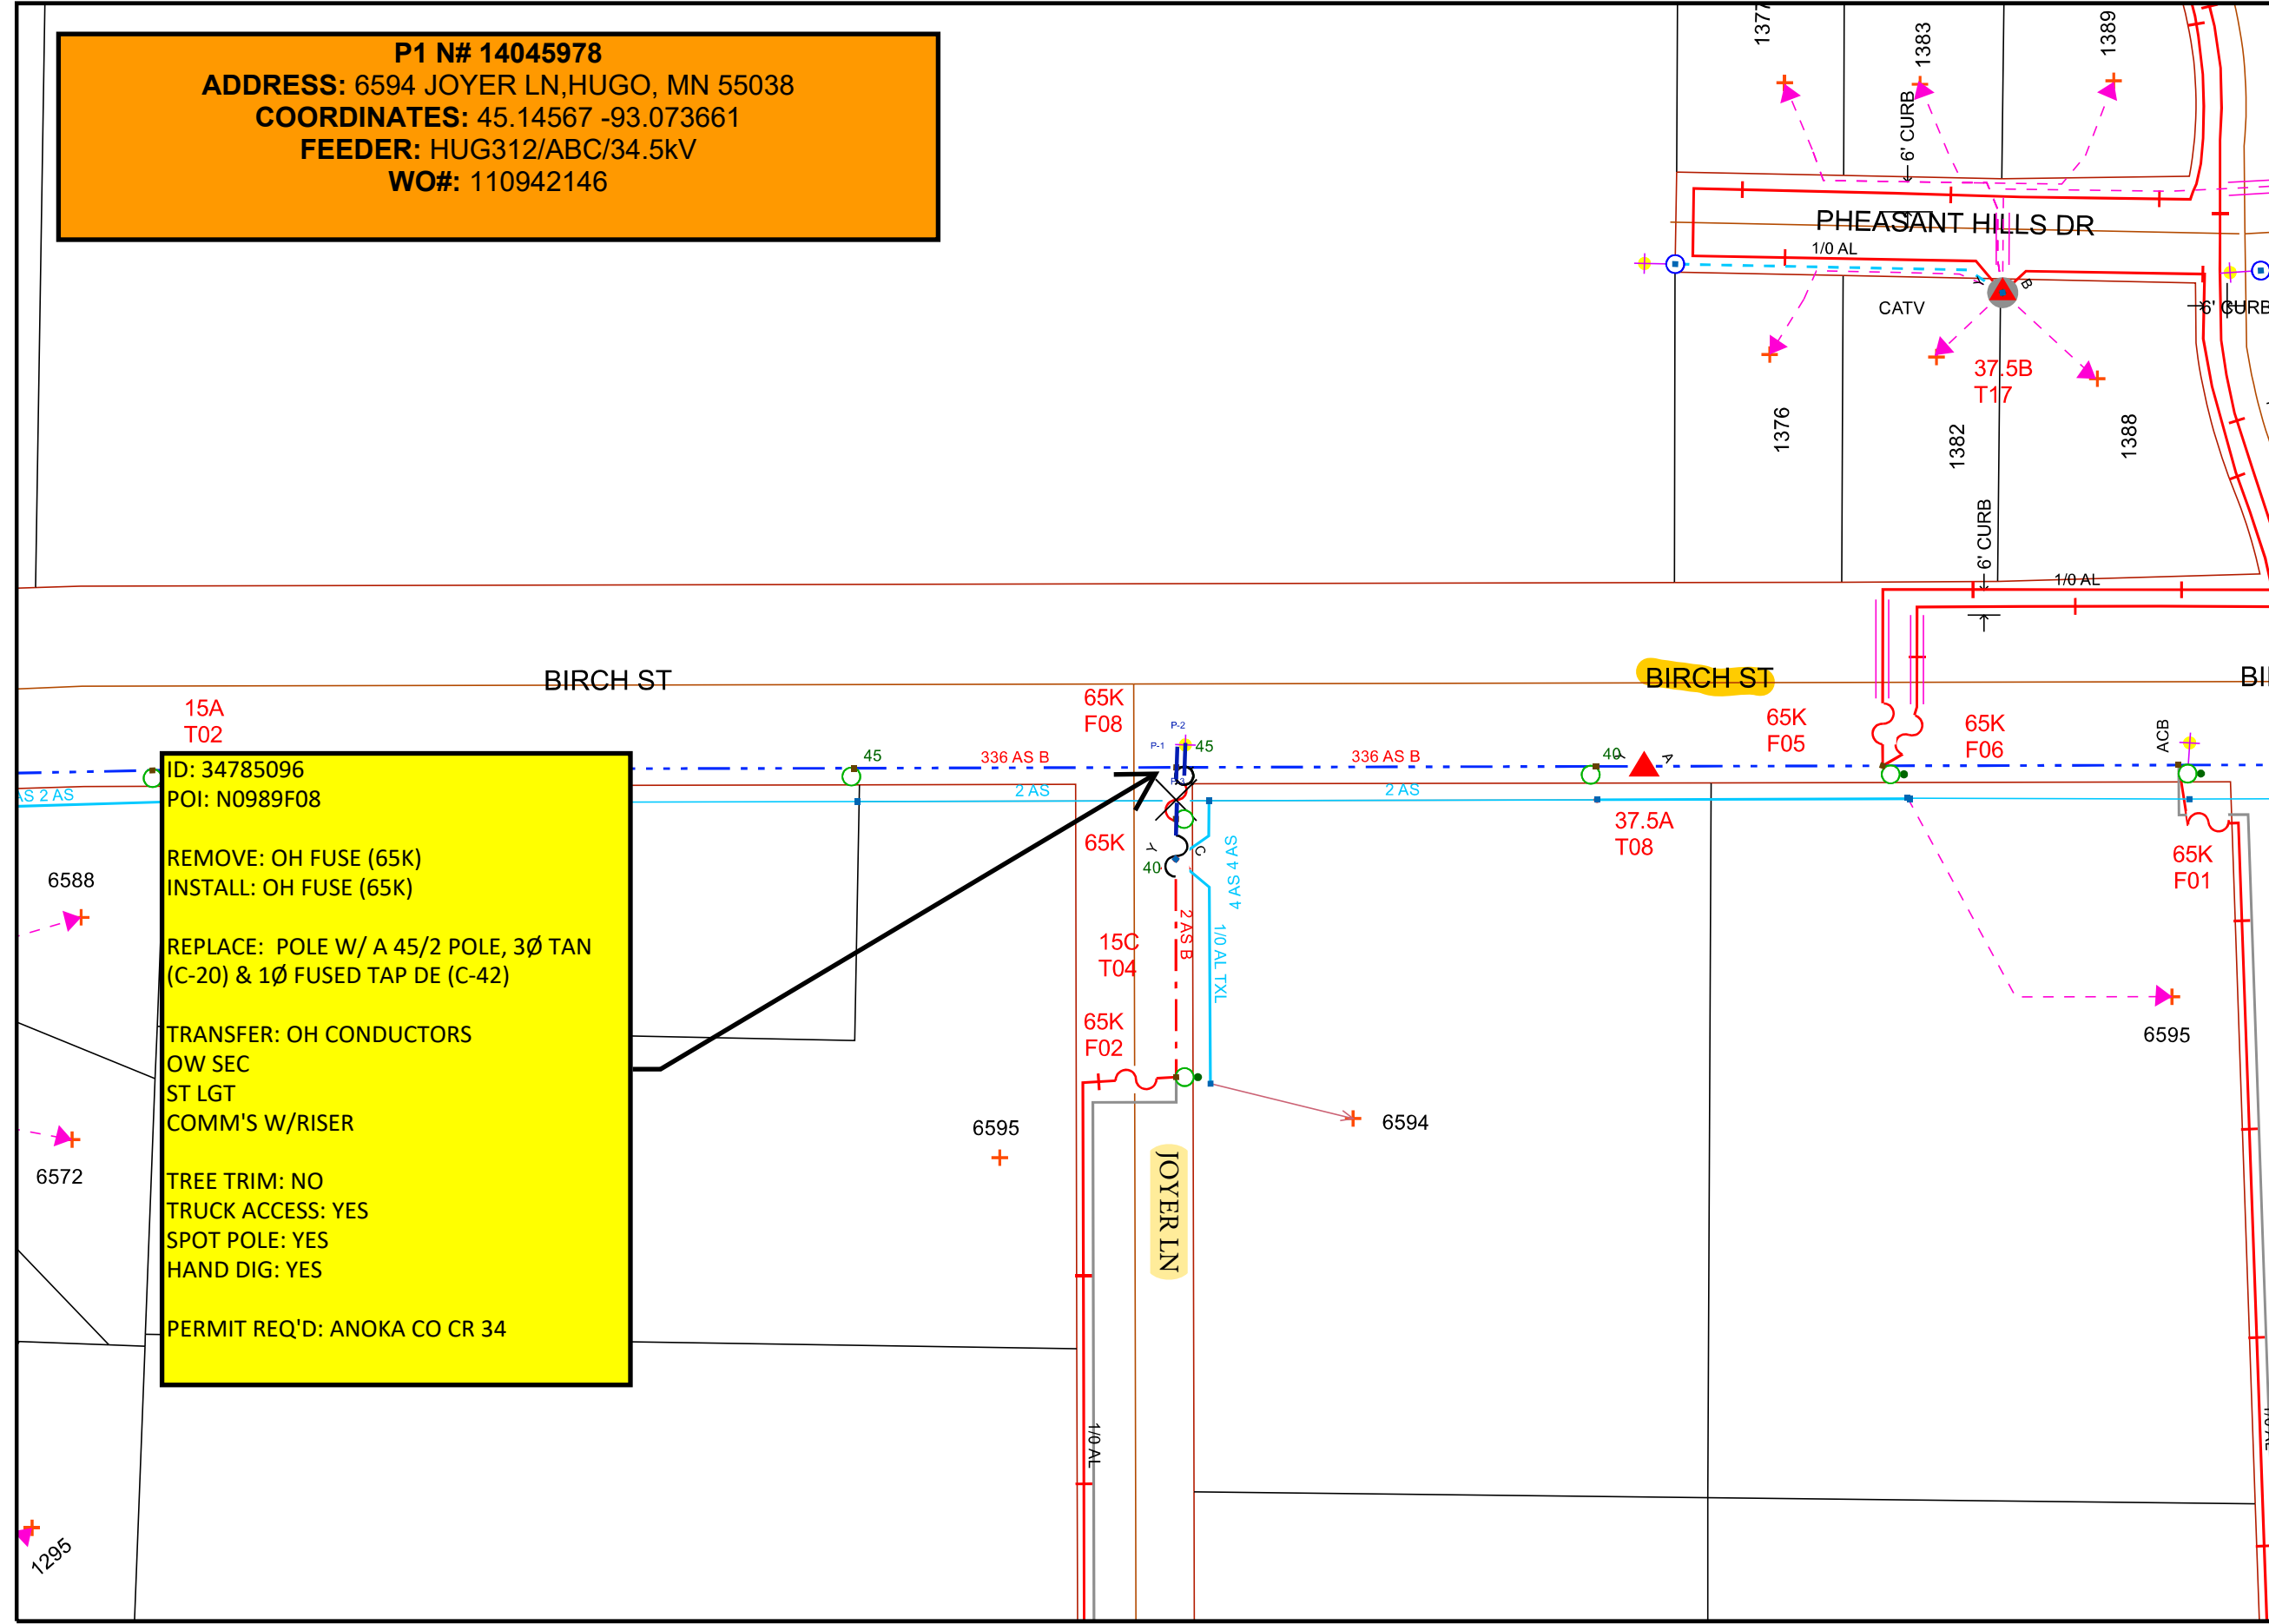 P1 N# 14045978
ADDRESS: 6594 JOYER LN,HUGO, MN 55038
COORDINATES: 45.14567 -93.073661
FEEDER: HUG312/ABC/34.5kV
WO#: 110942146
1377
1383
1389
6' CURB
PHEASANT HILLS DR
1/0 AL
Y
B
CATV
6' CURB
37.5B
T17
1376
1382
1388
6' CURB
1/0 AL
BIRCH ST
BIRCH ST
BI
15A
T02
65K
F08
P-2
P-1
45
P-3
45
336 AS B
336 AS B
40
Y
A
65K
F05
65K
F06
ACB
AS 2 AS
2 AS
2 AS
37.5A
T08
65K
Y
C
40
4 AS 4 AS
65K
F01
6588
ID: 34785096
POI: N0989F08
REMOVE: OH FUSE (65K)
INSTALL: OH FUSE (65K)
REPLACE: POLE W/ A 45/2 POLE, 3Ø TAN
(C-20) & 1Ø FUSED TAP DE (C-42)
TRANSFER: OH CONDUCTORS
OW SEC
ST LGT
COMM'S W/RISER
TREE TRIM: NO
TRUCK ACCESS: YES
SPOT POLE: YES
HAND DIG: YES
PERMIT REQ'D: ANOKA CO CR 34
2 AS B
1/0 AL TXL
15C
T04
65K
F02
6595
6595
6594
JOYER LN
6572
1/0 AL
1295